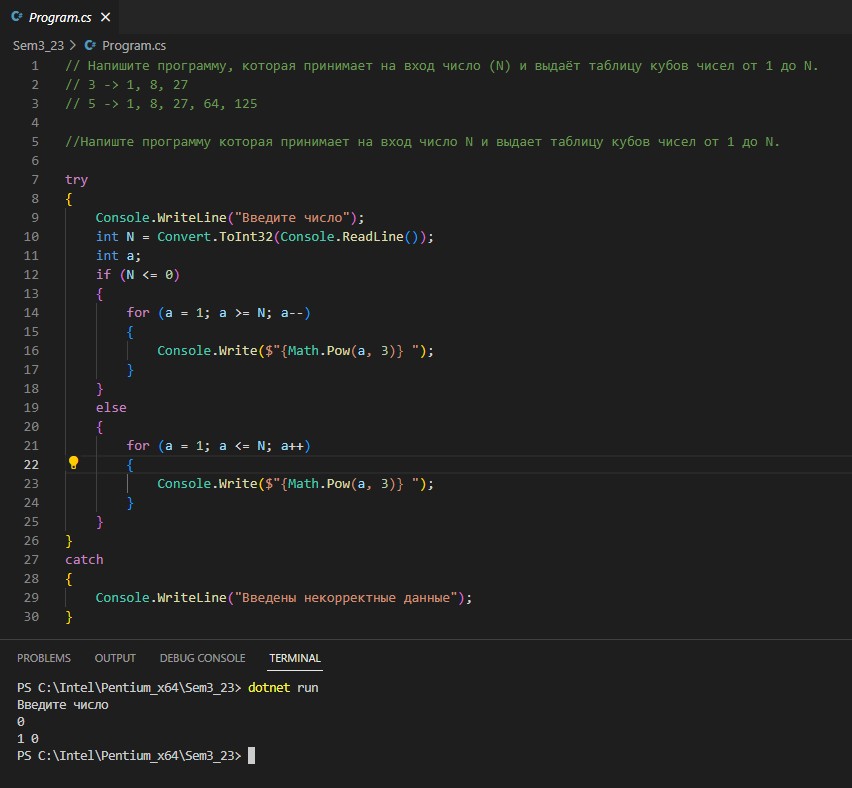 Program.cs
Sem3_23 > Program.cs
1 // Напишите программу, которая принимает на вход число (N) и выдаёт таблицу кубов чисел от 1 до N.
2 // 3 -> 1, 8, 27
3 // 5 -> 1, 8, 27, 64, 125
4
5 //Напиште программу которая принимает на вход число N и выдает таблицу кубов чисел от 1 до N.
6
7 try
8 {
9     Console.WriteLine("Введите число");
10     int N = Convert.ToInt32(Console.ReadLine());
11     int a;
12     if (N <= 0)
13     {
14         for (a = 1; a >= N; a--)
15         {
16             Console.Write($"{Math.Pow(a, 3)} ");
17         }
18     }
19     else
20     {
21         for (a = 1; a <= N; a++)
22         {
23             Console.Write($"{Math.Pow(a, 3)} ");
24         }
25     }
26 }
27 catch
28 {
29     Console.WriteLine("Введены некорректные данные");
30 }
PROBLEMS OUTPUT DEBUG CONSOLE TERMINAL
PS C:\Intel\Pentium_x64\Sem3_23> dotnet run
Введите число
0
1 0
PS C:\Intel\Pentium_x64\Sem3_23>